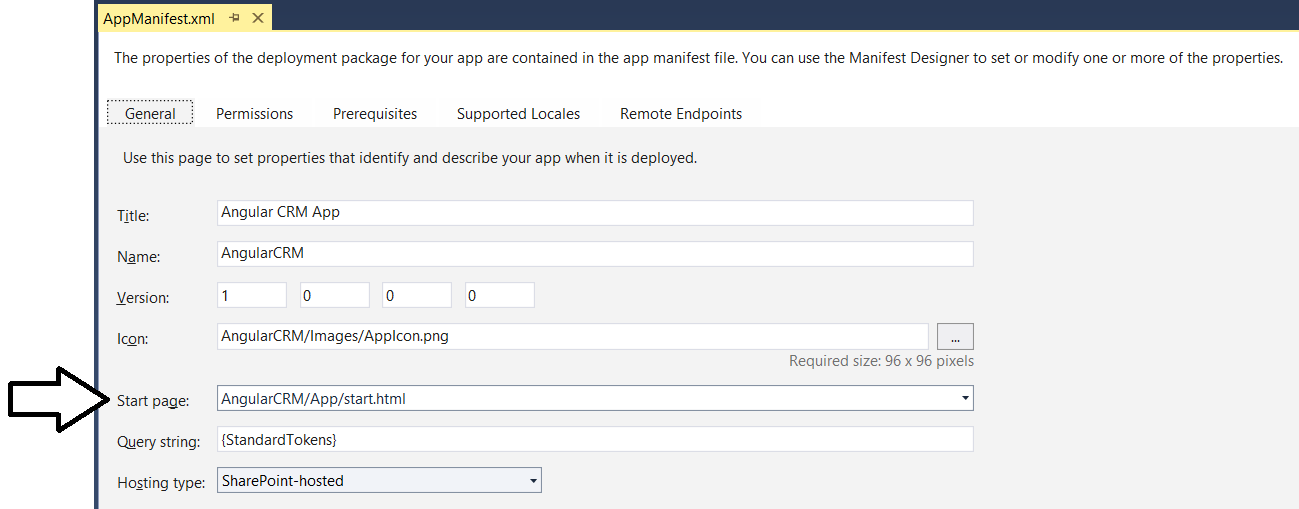 AppManifest.xml
The properties of the deployment package for your app are contained in the app manifest file. You can use the Manifest Designer to set or modify one or more of the properties.
General Permissions Prerequisites Supported Locales Remote Endpoints
Use this page to set properties that identify and describe your app when it is deployed.
Title: Angular CRM App
Name: AngularCRM
Version: 1 0 0 0
Icon: AngularCRM/Images/AppIcon.png ...
Required size: 96 x 96 pixels
Start page: AngularCRM/App/start.html
Query string: {StandardTokens}
Hosting type: SharePoint-hosted